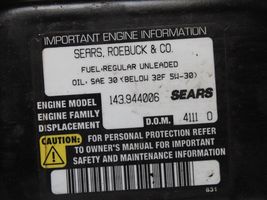 IMPORTANT ENGINE INFORMATION
SEARS, ROEBUCK & CO.
FUEL-REGULAR UNLEADED
OIL: SAE 30 (BELOW 32F 5W-30)
ENGINE MODEL 143.944006 SEARS
ENGINE FAMILY
DISPLACEMENT D.O.M. 4111 O
CAUTION: FOR PERSONAL PROTECTION REFER
TO OWNER'S MANUAL FOR IMPORTANT
SAFETY AND MAINTENANCE INFORMATION
831